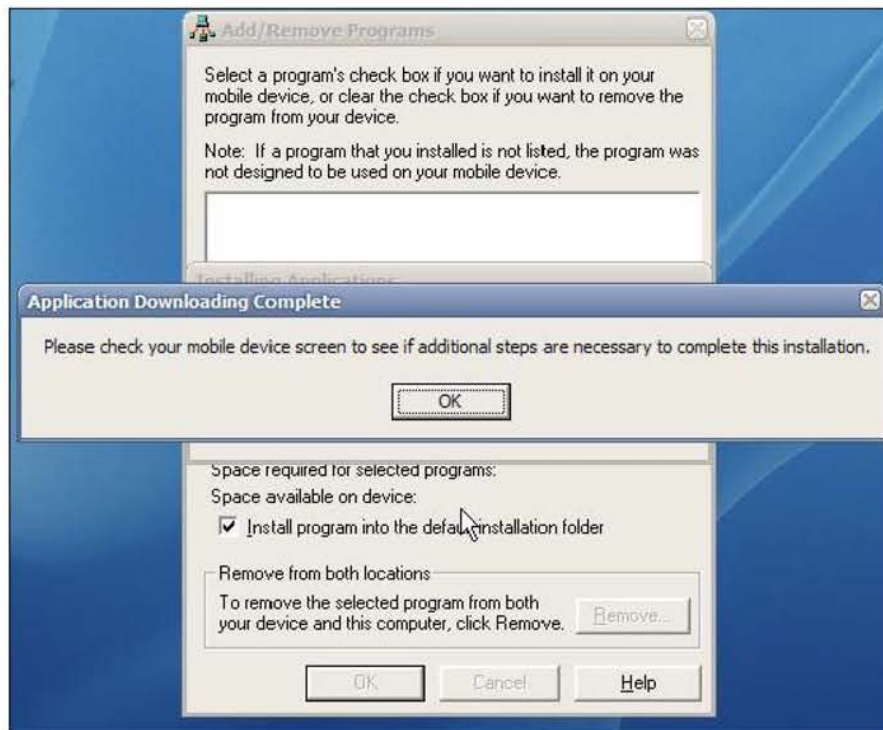 Add/Remove Programs
Select a program's check box if you want to install it on your
mobile device, or clear the check box if you want to remove the
program from your device.
Note: If a program that you installed is not listed, the program was
not designed to be used on your mobile device.
Installing Applications
Application Downloading Complete
Please check your mobile device screen to see if additional steps are necessary to complete this installation.
OK
Space required for selected programs:
Space available on device:
Install program into the default installation folder
Remove from both locations
To remove the selected program from both
your device and this computer, click Remove.
Remove...
OK
Cancel
Help